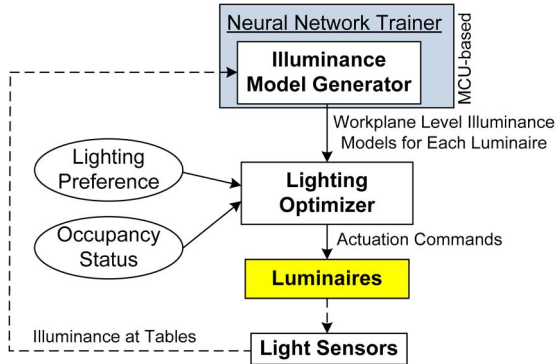 Neural Network Trainer
Illuminance
Model Generator
MCU-based
Workplane Level Illuminance
Models for Each Luminaire
Lighting
Preference
Lighting
Optimizer
Occupancy
Status
Actuation Commands
Luminaires
Illuminance at Tables
Light Sensors